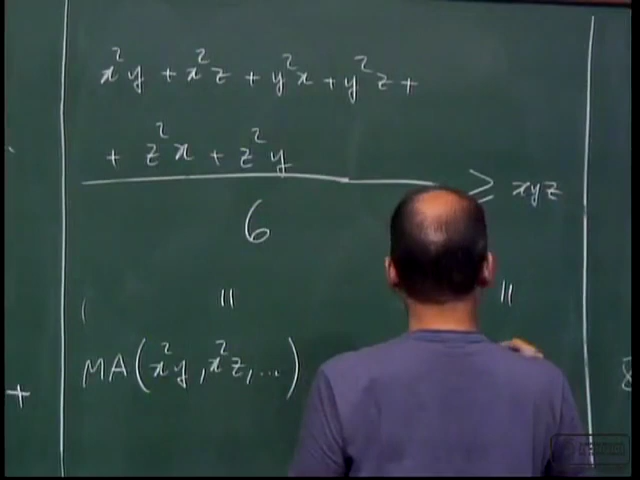 x²y + x²z + y²x + y²z +
+ z²x + z²y
≥ xyz
6
||
||
MA(x²y, x²z, ...)
+